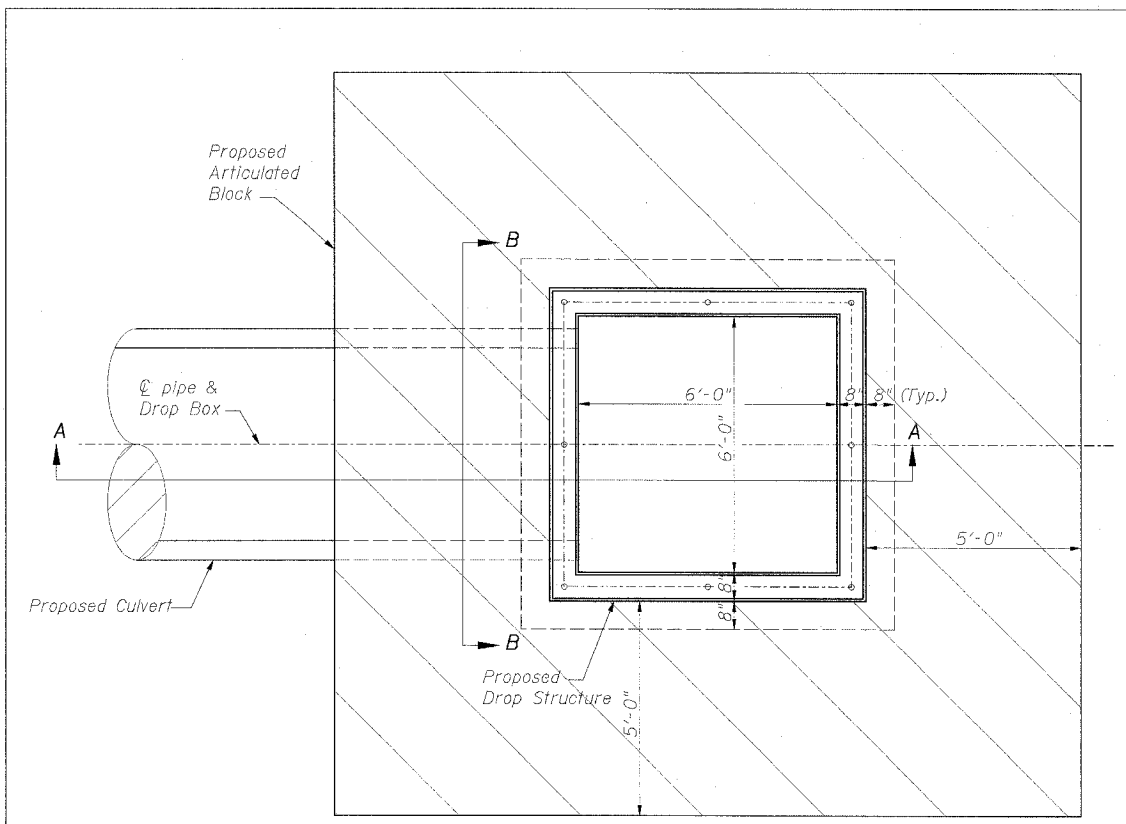 Proposed
Articulated
Block
B
℄ pipe &
Drop Box
A
6'-0"
8"
8" (Typ.)
6'-0"
A
5'-0"
8"
8"
Proposed Culvert
B
Proposed
Drop Structure
5'-0"